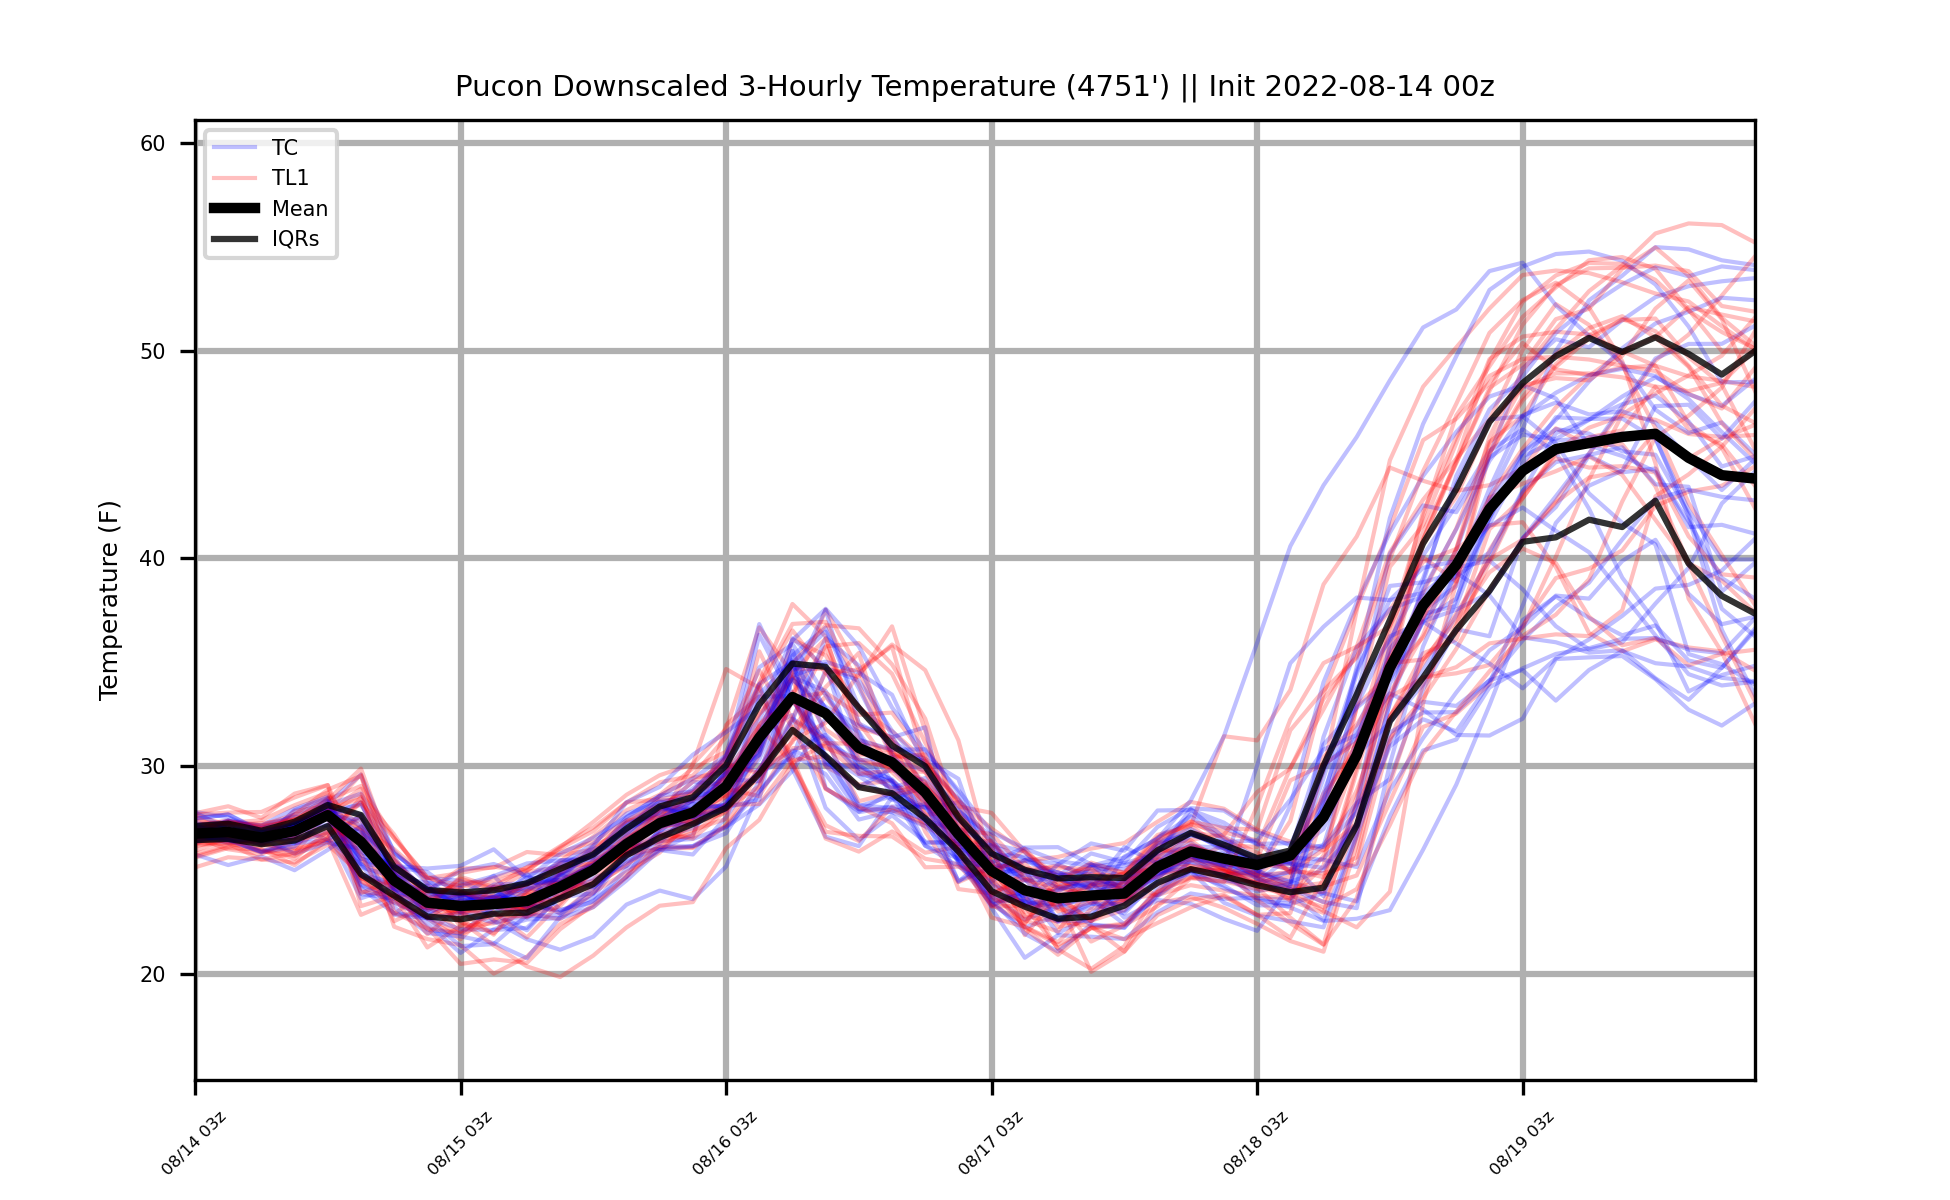 Pucon Downscaled 3-Hourly Temperature (4751') || Init 2022-08-14 00z
TC
TL1
Mean
IQRs
Temperature (F)
60
50
40
30
20
08/14 03z
08/15 03z
08/16 03z
08/17 03z
08/18 03z
08/19 03z